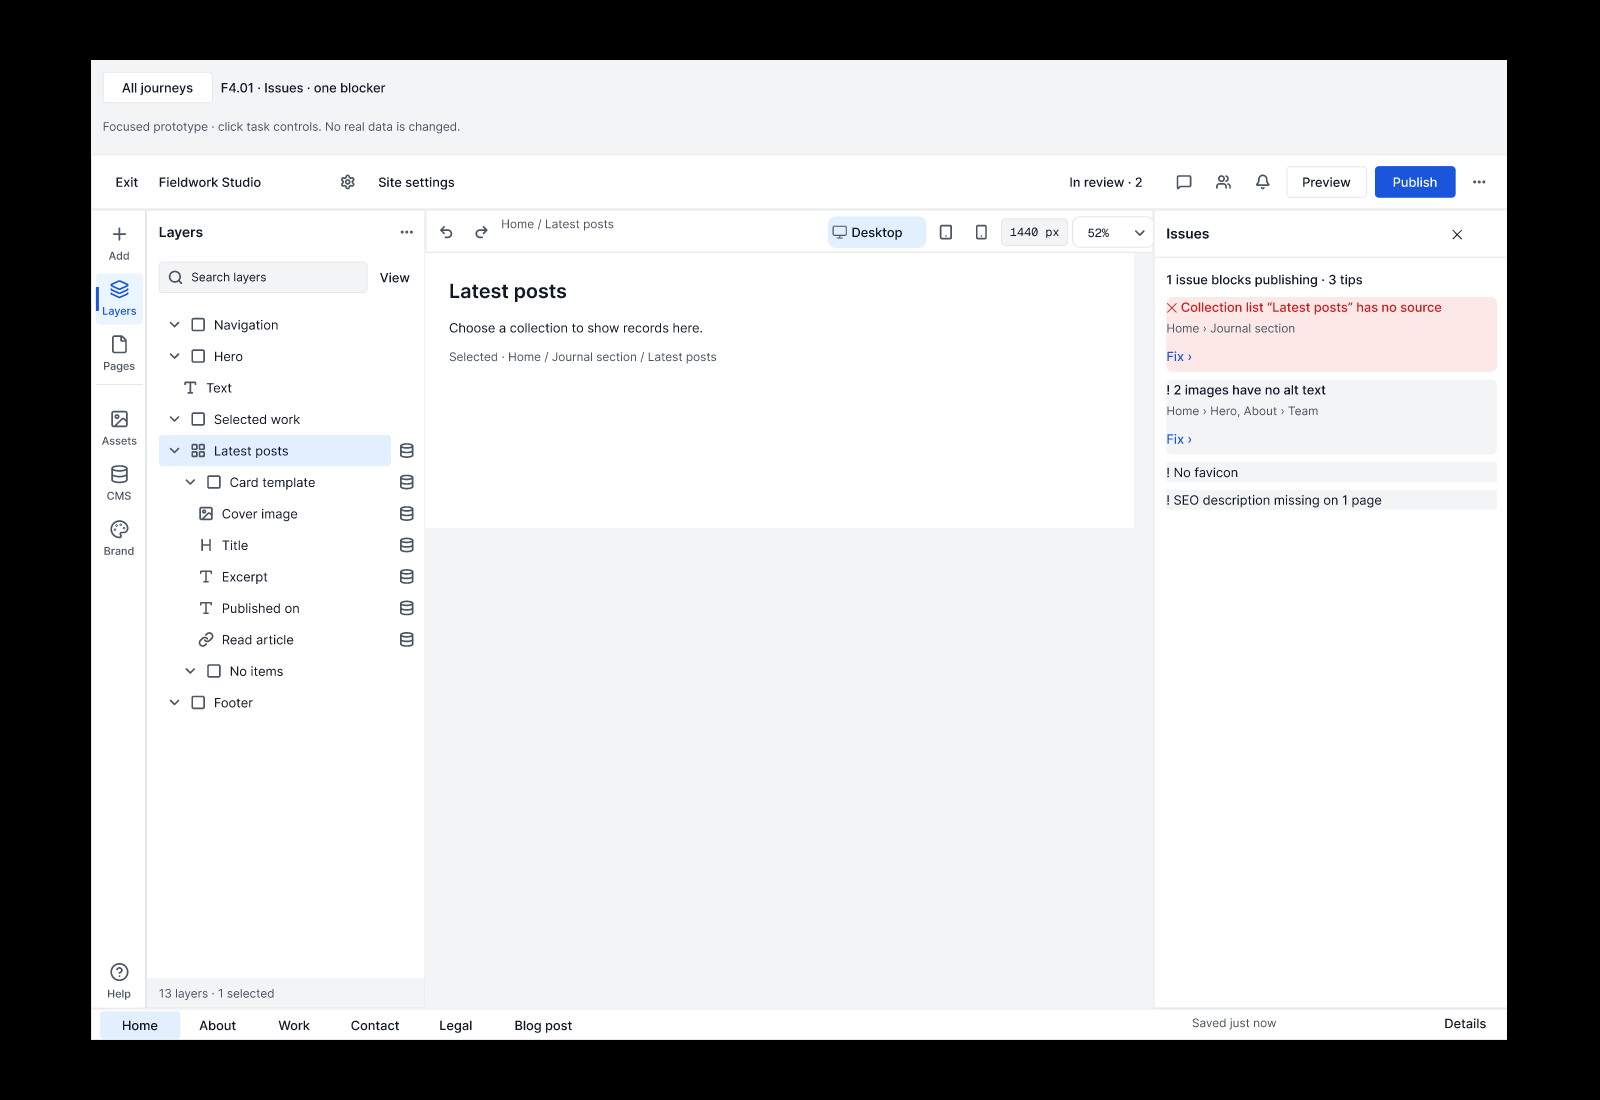 All journeys
F4.01 · Issues · one blocker
Focused prototype · click task controls. No real data is changed.
Exit
Fieldwork Studio
Site settings
In review · 2
Preview
Publish
Add
Layers
Pages
Assets
CMS
Brand
Help
Layers
Search layers
View
Navigation
Hero
Text
Selected work
Latest posts
Card template
Cover image
Title
Excerpt
Published on
Read article
No items
Footer
13 layers · 1 selected
Home / Latest posts
Desktop
1440 px
52%
Latest posts
Choose a collection to show records here.
Selected · Home / Journal section / Latest posts
Issues
1 issue blocks publishing · 3 tips
Collection list “Latest posts” has no source
Home › Journal section
Fix ›
! 2 images have no alt text
Home › Hero, About › Team
Fix ›
! No favicon
! SEO description missing on 1 page
Home
About
Work
Contact
Legal
Blog post
Saved just now
Details